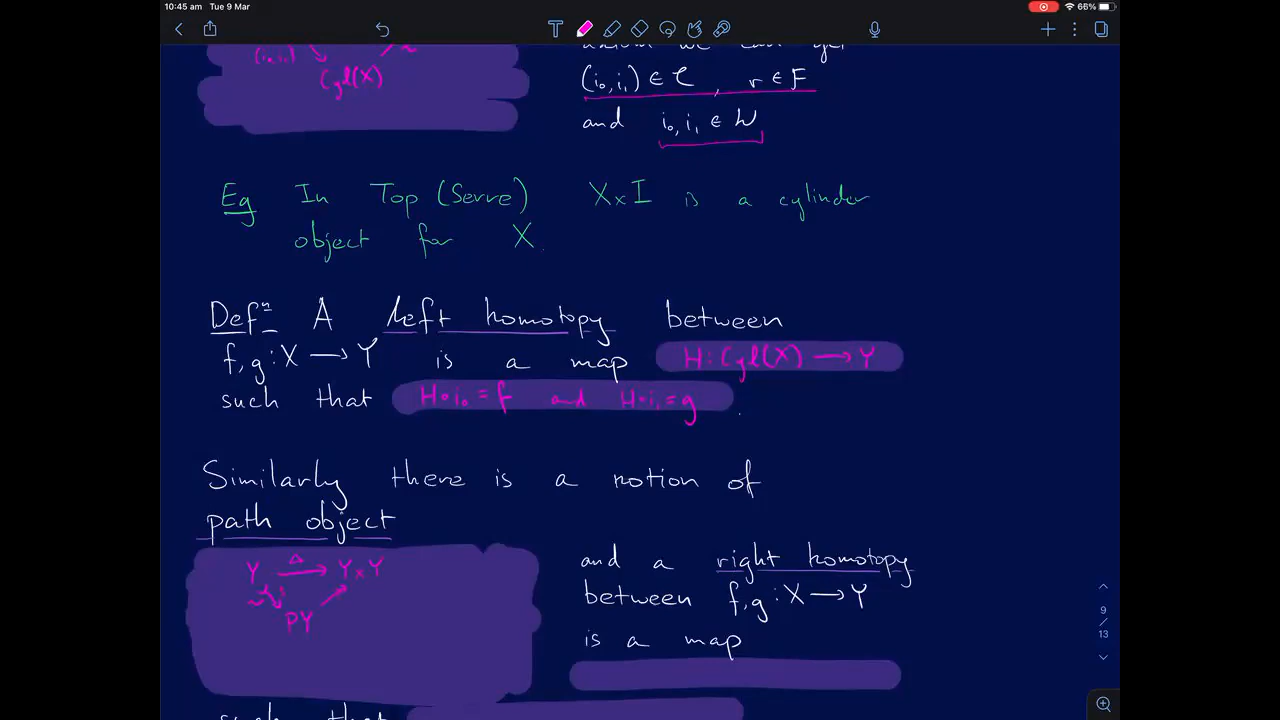 10:45 am Tue 9 Mar
66%
Cyl(X)
(i₀,i₁) ∈ C , r ∈ F
and i₀,i₁ ∈ W
Eg In Top (Serre) X×I is a cylinder
object for X.
Defⁿ A left homotopy between
f,g : X ⟶ Y is a map H : Cyl(X) ⟶ Y
such that H∘i₀ = f and H∘i₁ = g .
Similarly there is a notion of
path object
Y Δ⟶ Y×Y
~
PY
and a right homotopy
between f,g : X ⟶ Y
is a map
9
/
13